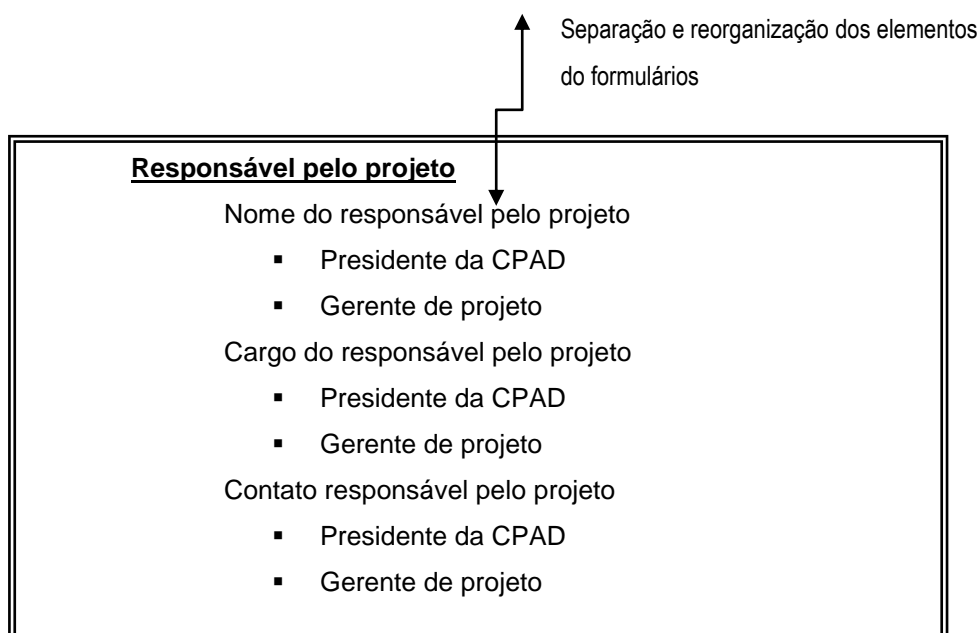 Separação e reorganização dos elementos
do formulários
Responsável pelo projeto
Nome do responsável pelo projeto
▪ Presidente da CPAD
▪ Gerente de projeto
Cargo do responsável pelo projeto
▪ Presidente da CPAD
▪ Gerente de projeto
Contato responsável pelo projeto
▪ Presidente da CPAD
▪ Gerente de projeto